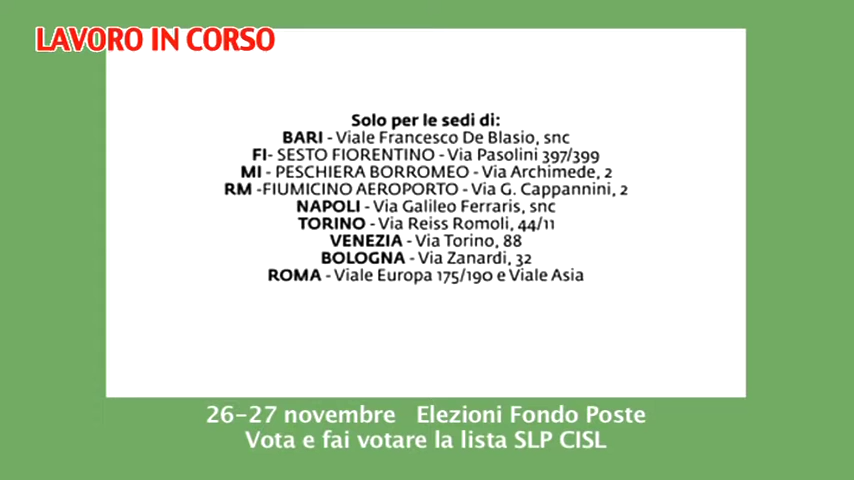 LAVORO IN CORSO
Solo per le sedi di:
BARI - Viale Francesco De Blasio, snc
FI- SESTO FIORENTINO - Via Pasolini 397/399
MI - PESCHIERA BORROMEO - Via Archimede, 2
RM -FIUMICINO AEROPORTO - Via G. Cappannini, 2
NAPOLI - Via Galileo Ferraris, snc
TORINO - Via Reiss Romoli, 44/11
VENEZIA - Via Torino, 88
BOLOGNA - Via Zanardi, 32
ROMA - Viale Europa 175/190 e Viale Asia
26-27 novembre Elezioni Fondo Poste
Vota e fai votare la lista SLP CISL